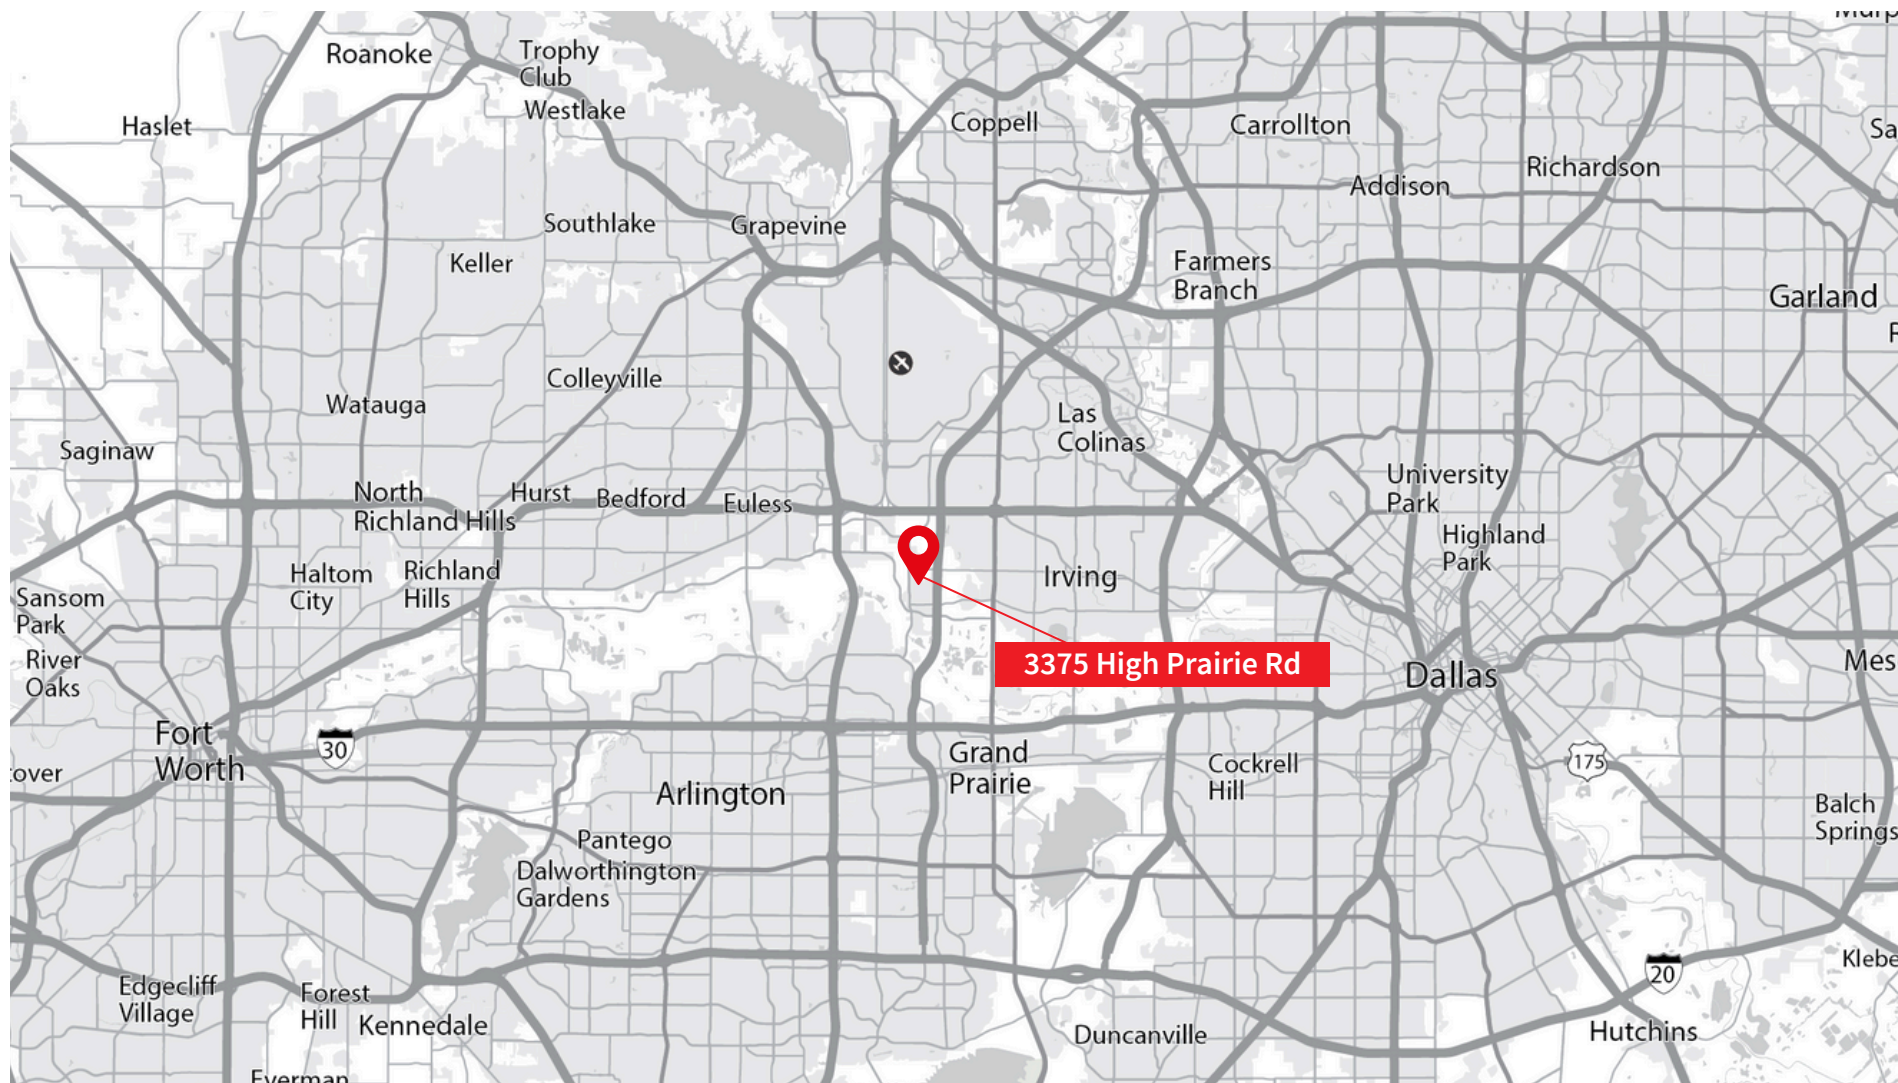 Roanoke
Trophy
Club
Westlake
Haslet
Coppell
Carrollton
Richardson
Addison
Southlake
Grapevine
Keller
Farmers
Branch
Garland
Colleyville
Watauga
Las
Colinas
Saginaw
University
Park
North
Richland Hills
Hurst
Bedford
Euless
Highland
Park
Haltom
City
Richland
Hills
Irving
Sansom
Park
River
Oaks
3375 High Prairie Rd
Dallas
Mes
Fort
Worth
30
Grand
Prairie
Cockrell
Hill
175
Arlington
Balch
Springs
Pantego
Dalworthington
Gardens
20
Klebe
Edgecliff
Village
Forest
Hill
Kennedale
Duncanville
Hutchins
Everman